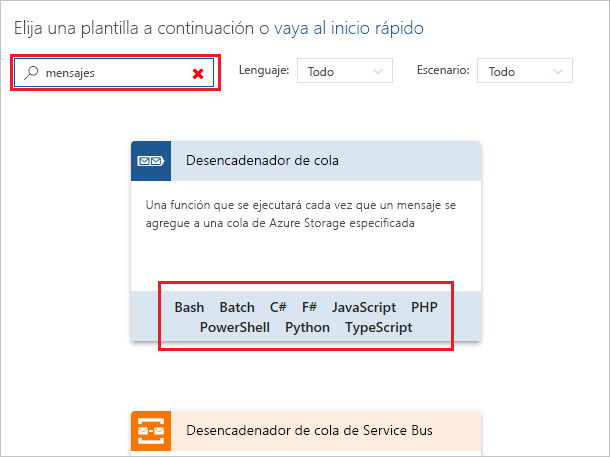 Elija una plantilla a continuación o vaya al inicio rápido
mensajes Lenguaje: Todo Escenario: Todo
Desencadenador de cola
Una función que se ejecutará cada vez que un mensaje se
agregue a una cola de Azure Storage especificada
Bash Batch C# F# JavaScript PHP
PowerShell Python TypeScript
Desencadenador de cola de Service Bus